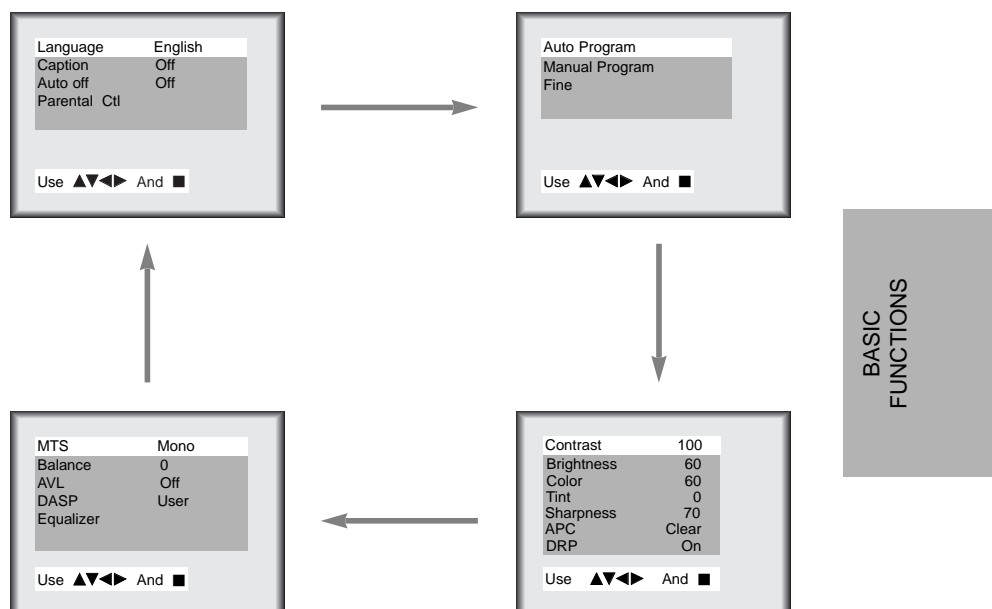 Language English
Caption Off
Auto off Off
Parental Ctl
Use ▲▼◀▶ And ■
Auto Program
Manual Program
Fine
Use ▲▼◀▶ And ■
MTS Mono
Balance 0
AVL Off
DASP User
Equalizer
Use ▲▼◀▶ And ■
Contrast 100
Brightness 60
Color 60
Tint 0
Sharpness 70
APC Clear
DRP On
Use ▲▼◀▶ And ■
BASIC
FUNCTIONS